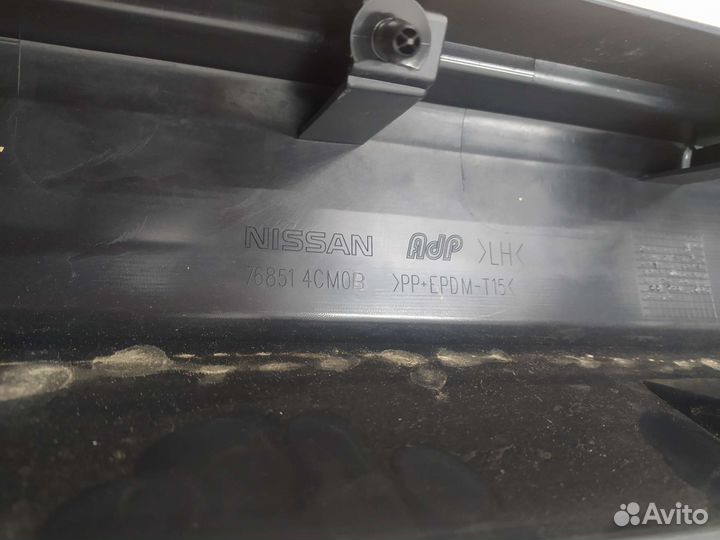 NISSAN AdP >LH<
76851 4CM0B >PP+EPDM-T15<
Avito